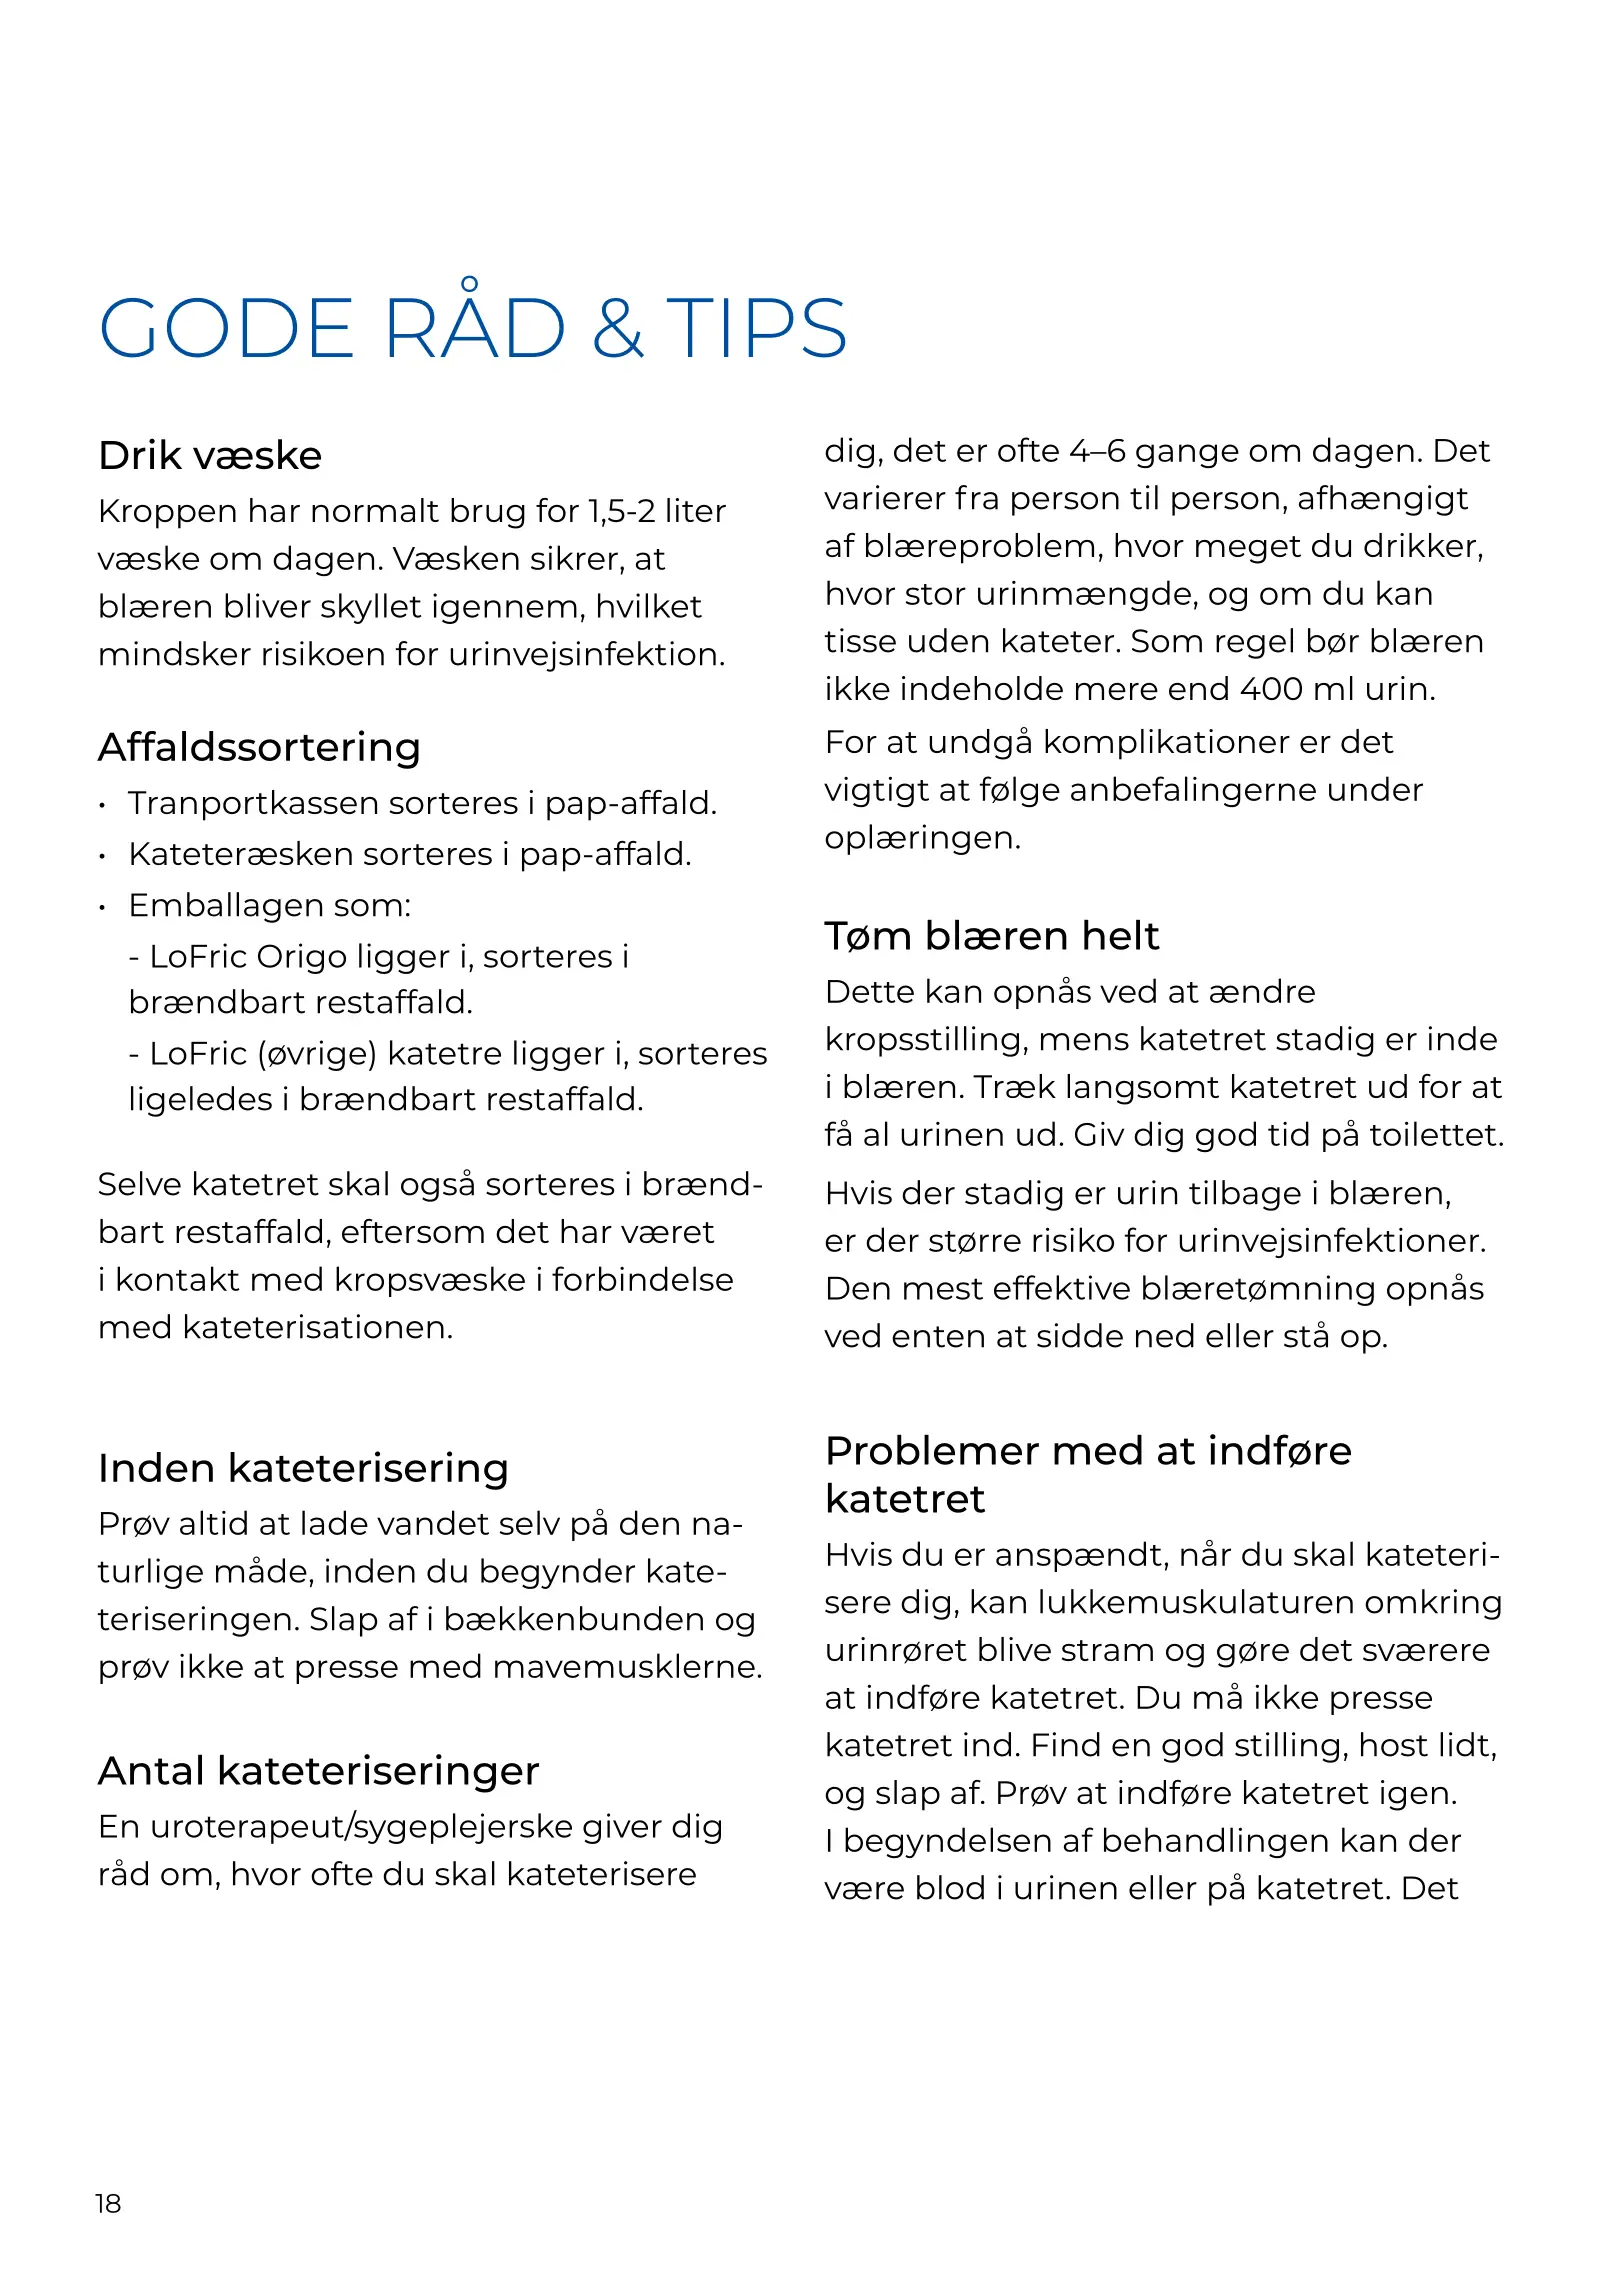 GODE RÅD & TIPS
Drik væske
Kroppen har normalt brug for 1,5-2 liter
væske om dagen. Væsken sikrer, at
blæren bliver skyllet igennem, hvilket
mindsker risikoen for urinvejsinfektion.
Affaldssortering
• Tranportkassen sorteres i pap-affald.
• Kateteræsken sorteres i pap-affald.
• Emballagen som:
- LoFric Origo ligger i, sorteres i
brændbart restaffald.
- LoFric (øvrige) katetre ligger i, sorteres
ligeledes i brændbart restaffald.
Selve katetret skal også sorteres i brænd-
bart restaffald, eftersom det har været
i kontakt med kropsvæske i forbindelse
med kateterisationen.
Inden kateterisering
Prøv altid at lade vandet selv på den na-
turlige måde, inden du begynder kate-
teriseringen. Slap af i bækkenbunden og
prøv ikke at presse med mavemusklerne.
Antal kateteriseringer
En uroterapeut/sygeplejerske giver dig
råd om, hvor ofte du skal kateterisere
dig, det er ofte 4–6 gange om dagen. Det
varierer fra person til person, afhængigt
af blæreproblem, hvor meget du drikker,
hvor stor urinmængde, og om du kan
tisse uden kateter. Som regel bør blæren
ikke indeholde mere end 400 ml urin.
For at undgå komplikationer er det
vigtigt at følge anbefalingerne under
oplæringen.
Tøm blæren helt
Dette kan opnås ved at ændre
kropsstilling, mens katetret stadig er inde
i blæren. Træk langsomt katetret ud for at
få al urinen ud. Giv dig god tid på toilettet.
Hvis der stadig er urin tilbage i blæren,
er der større risiko for urinvejsinfektioner.
Den mest effektive blæretømning opnås
ved enten at sidde ned eller stå op.
Problemer med at indføre
katetret
Hvis du er anspændt, når du skal kateteri-
sere dig, kan lukkemuskulaturen omkring
urinrøret blive stram og gøre det sværere
at indføre katetret. Du må ikke presse
katetret ind. Find en god stilling, host lidt,
og slap af. Prøv at indføre katetret igen.
I begyndelsen af behandlingen kan der
være blod i urinen eller på katetret. Det
18